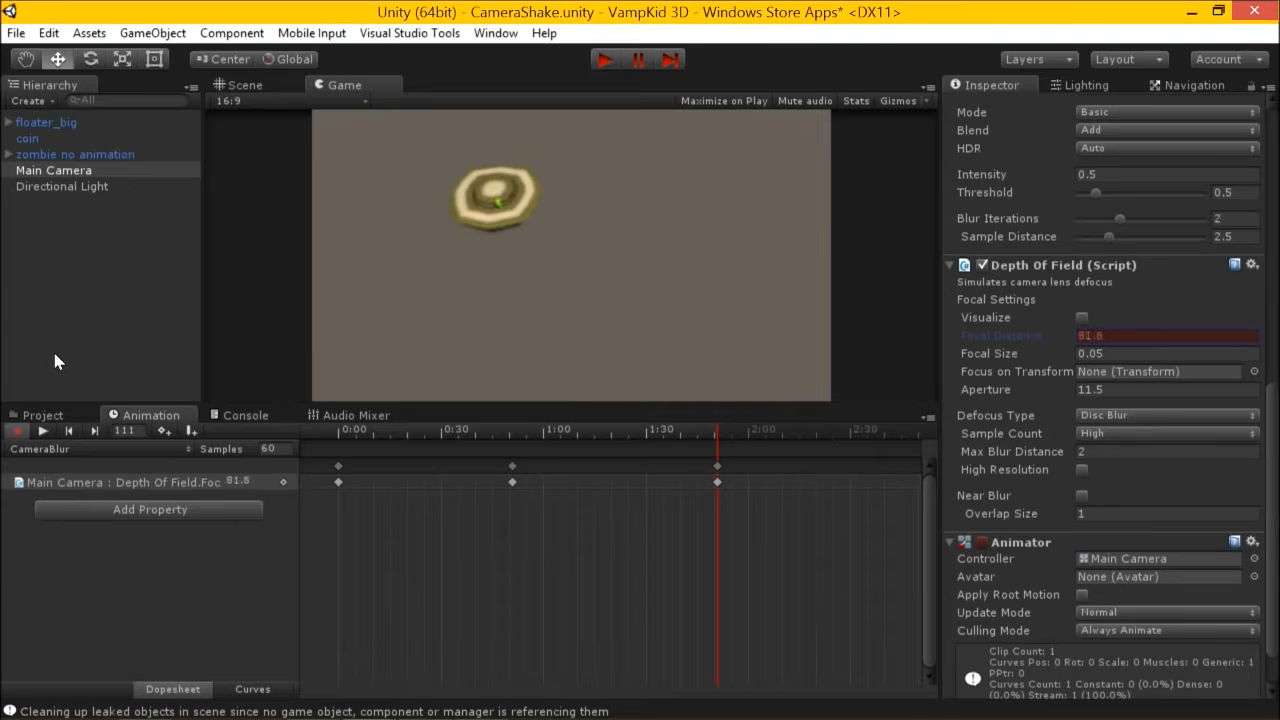 Unity (64bit) - CameraShake.unity - VampKid 3D - Windows Store Apps* <DX11>
File Edit Assets GameObject Component Mobile Input Visual Studio Tools Window Help
Center Global Layers Layout Account
Hierarchy Scene Game Inspector Lighting Navigation
Create All 16:9 Maximize on Play Mute audio Stats Gizmos
floater_big
coin
zombie no animation
Main Camera
Directional Light
Mode Basic
Blend Add
HDR Auto
Intensity 0.5
Threshold 0.5
Blur Iterations 2
Sample Distance 2.5
Depth Of Field (Script)
Simulates camera lens defocus
Focal Settings
Visualize
Focal Distance 81.8
Focal Size 0.05
Focus on Transform None (Transform)
Aperture 11.5
Defocus Type Disc Blur
Sample Count High
Max Blur Distance 2
High Resolution
Near Blur
Overlap Size 1
Animator
Controller Main Camera
Avatar None (Avatar)
Apply Root Motion
Update Mode Normal
Culling Mode Always Animate
Clip Count: 1
Curves Pos: 0 Rot: 0 Scale: 0 Muscles: 0 Generic: 1
PPtr: 0
Curves Count: 1 Constant: 0 (0.0%) Dense: 0
(0.0%) Stream: 1 (100.0%)
Project Animation Console Audio Mixer
111 0:00 0:30 1:00 1:30 2:00 2:30
CameraBlur Samples 60
Main Camera : Depth Of Field.Foc 81.8
Add Property
Dopesheet Curves
Cleaning up leaked objects in scene since no game object, component or manager is referencing them